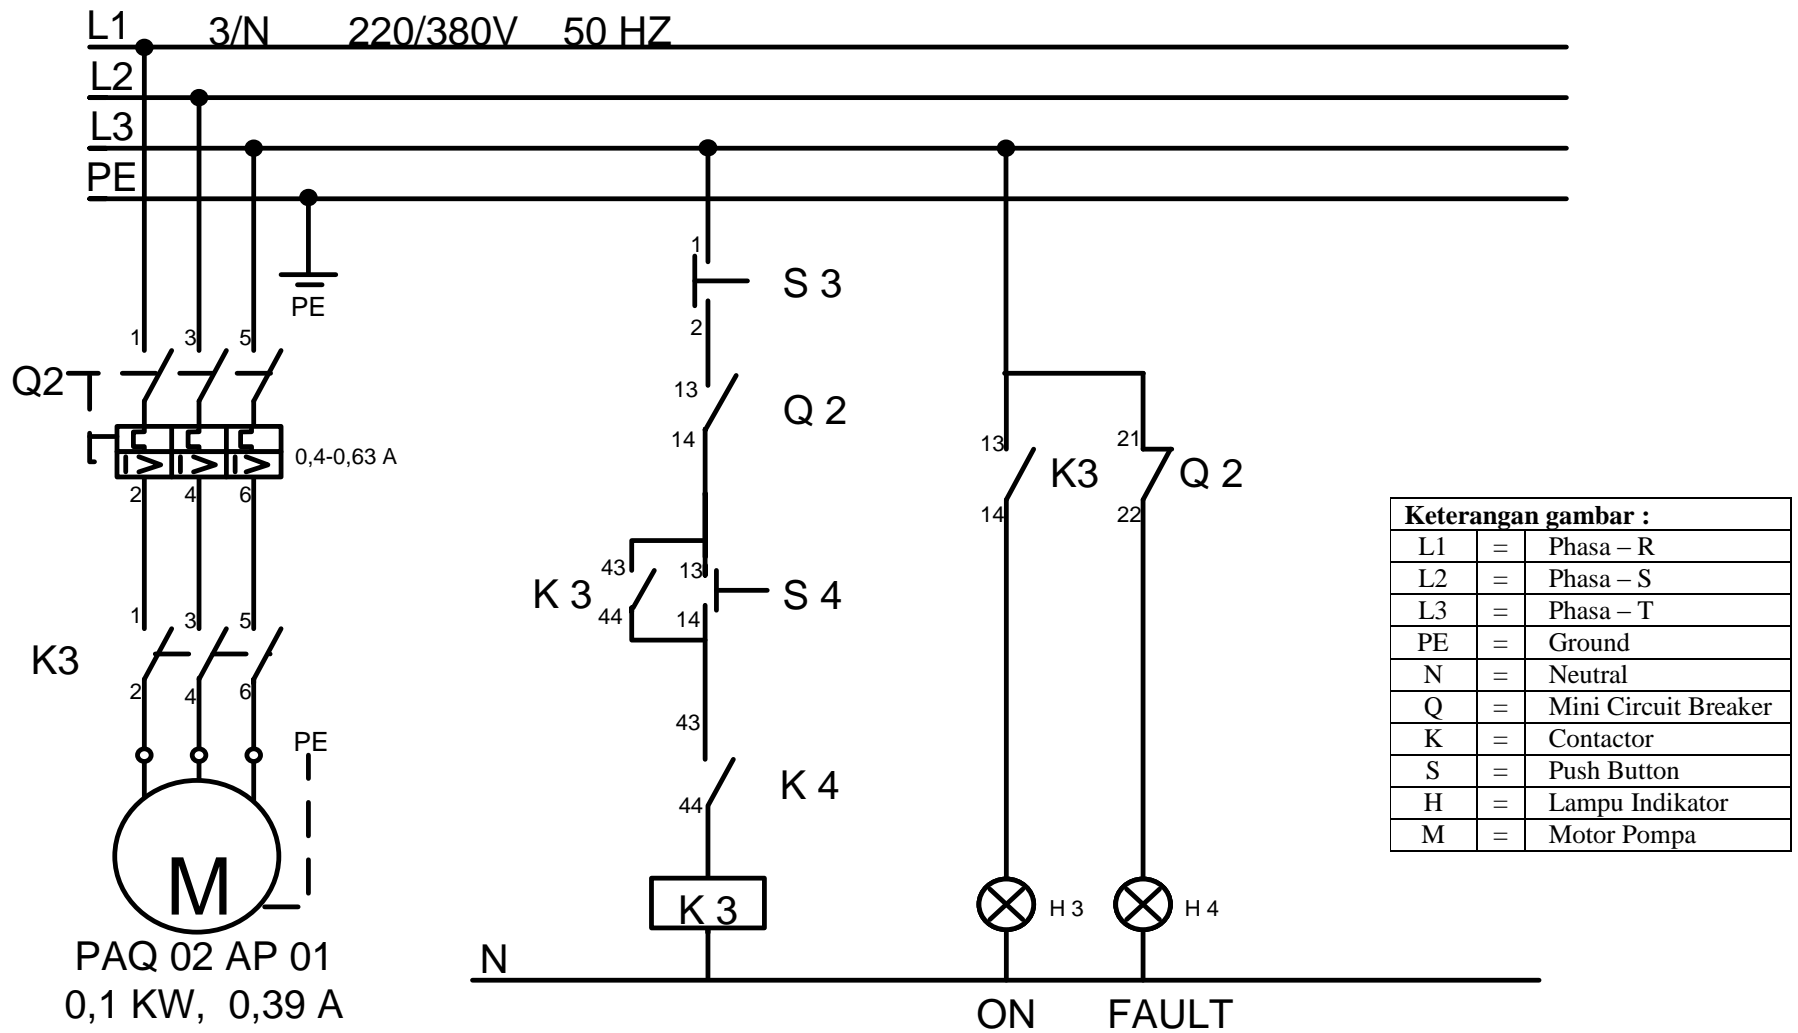 L1 3/N 220/380V 50 HZ
L2
L3
PE
PE
1 3 5
Q2
0,4-0,63 A
2 4 6
1 3 5
K3
2 4 6
PE
M
PAQ 02 AP 01
0,1 KW, 0,39 A
1
S 3
2
13
Q 2
14
43
13
K 3
S 4
44
14
43
K 4
44
K 3
N
13
K3
14
21
Q 2
22
H 3
H 4
ON
FAULT
Keterangan gambar :
L1 = Phasa – R
L2 = Phasa – S
L3 = Phasa – T
PE = Ground
N = Neutral
Q = Mini Circuit Breaker
K = Contactor
S = Push Button
H = Lampu Indikator
M = Motor Pompa